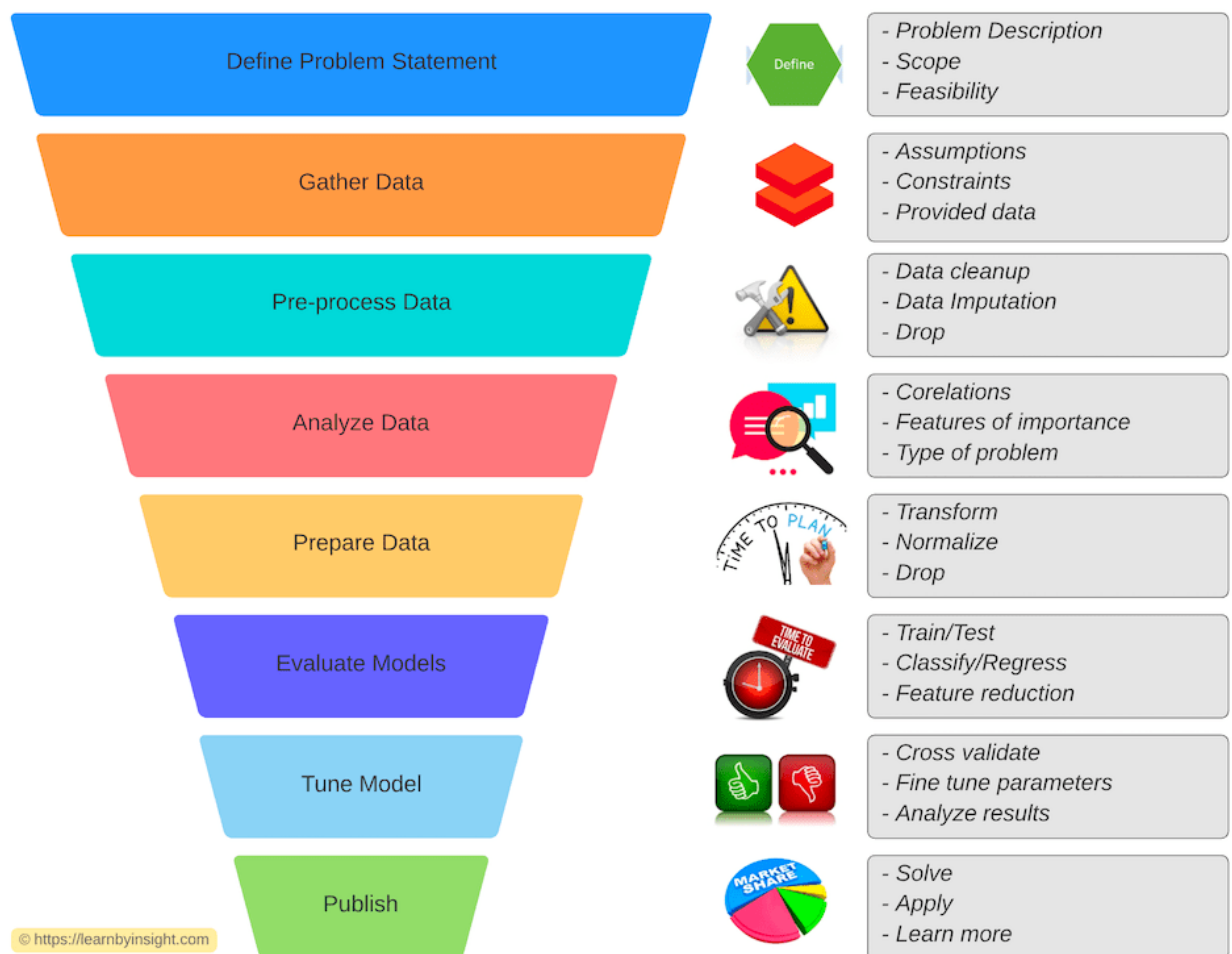 Define Problem Statement
Define
- Problem Description
- Scope
- Feasibility
Gather Data
- Assumptions
- Constraints
- Provided data
Pre-process Data
- Data cleanup
- Data Imputation
- Drop
Analyze Data
- Corelations
- Features of importance
- Type of problem
Prepare Data
TIME TO PLAN
- Transform
- Normalize
- Drop
Evaluate Models
TIME TO
EVALUATE
- Train/Test
- Classify/Regress
- Feature reduction
Tune Model
- Cross validate
- Fine tune parameters
- Analyze results
Publish
MARKET
SHARE
- Solve
- Apply
- Learn more
© https://learnbyinsight.com